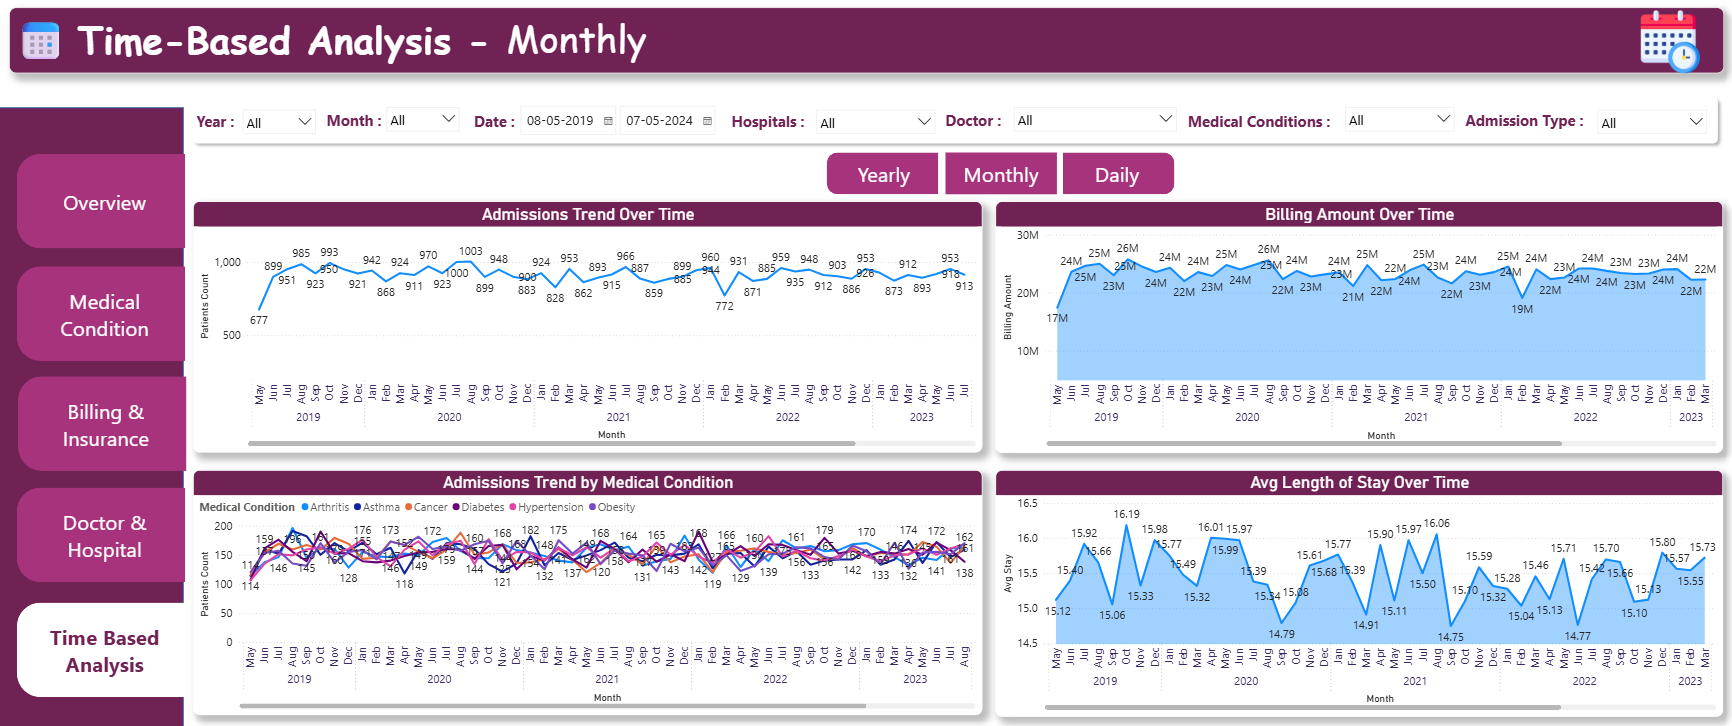 Time-Based Analysis - Monthly
Year : All Month : All Date : 08-05-2019 07-05-2024 Hospitals : All Doctor : All Medical Conditions : All Admission Type : All
Yearly Monthly Daily
Overview
Medical
Condition
Billing &
Insurance
Doctor &
Hospital
Time Based
Analysis
Admissions Trend Over Time
Patients Count
1,000
500
677 899 951 985 923 993 950 921 942 868 924 911 970 923 1000 1003 899 948 900 883 924 828 953 862 893 915 966 887 859 899 885 960 944 772 931 871 885 959 935 948 912 903 886 953 926 873 912 893 953 918 913
May Jun Jul Aug Sep Oct Nov Dec Jan Feb Mar Apr May Jun Jul Aug Sep Oct Nov Dec Jan Feb Mar Apr May Jun Jul Aug Sep Oct Nov Dec Jan Feb Mar Apr May Jun Jul Aug Sep Oct Nov Dec Jan Feb Mar Apr May Jun Jul
2019 2020 2021 2022 2023
Month
Billing Amount Over Time
Billing Amount
30M
20M
10M
17M 24M 25M 25M 23M 26M 25M 24M 24M 22M 24M 23M 25M 24M 26M 25M 22M 24M 23M 24M 23M 21M 25M 22M 22M 24M 25M 23M 22M 24M 23M 25M 24M 19M 24M 22M 23M 24M 24M 24M 23M 23M 24M 24M 22M 22M
May Jun Jul Aug Sep Oct Nov Dec Jan Feb Mar Apr May Jun Jul Aug Sep Oct Nov Dec Jan Feb Mar Apr May Jun Jul Aug Sep Oct Nov Dec Jan Feb Mar Apr May Jun Jul Aug Sep Oct Nov Dec Jan Feb Mar
2019 2020 2021 2022 2023
Month
Admissions Trend by Medical Condition
Medical Condition Arthritis Asthma Cancer Diabetes Hypertension Obesity
Patients Count
200
150
100
50
0
114 159 146 196 145 128 176 173 146 118 172 159 160 144 168 121 182 148 132 175 137 168 120 164 131 165 143 168 142 119 166 129 160 139 161 179 133 136 142 170 133 174 136 172 141 162 161 138
May Jun Jul Aug Sep Oct Nov Dec Jan Feb Mar Apr May Jun Jul Aug Sep Oct Nov Dec Jan Feb Mar Apr May Jun Jul Aug Sep Oct Nov Dec Jan Feb Mar Apr May Jun Jul Aug Sep Oct Nov Dec Jan Feb Mar Apr May Jun Jul Aug
2019 2020 2021 2022 2023
Month
Avg Length of Stay Over Time
Avg Stay
16.5
16.0
15.5
15.0
14.5
15.12 15.40 15.92 15.66 15.06 16.19 15.33 15.98 15.77 15.49 15.32 16.01 15.99 15.97 15.39 15.34 14.79 15.08 15.61 15.68 15.77 15.39 14.91 15.90 15.11 15.97 15.50 16.06 14.75 15.10 15.59 15.32 15.28 15.04 15.46 15.13 15.71 14.77 15.42 15.70 15.66 15.10 15.13 15.80 15.57 15.55 15.73
May Jun Jul Aug Sep Oct Nov Dec Jan Feb Mar Apr May Jun Jul Aug Sep Oct Nov Dec Jan Feb Mar Apr May Jun Jul Aug Sep Oct Nov Dec Jan Feb Mar Apr May Jun Jul Aug Sep Oct Nov Dec Jan Feb Mar
2019 2020 2021 2022 2023
Month